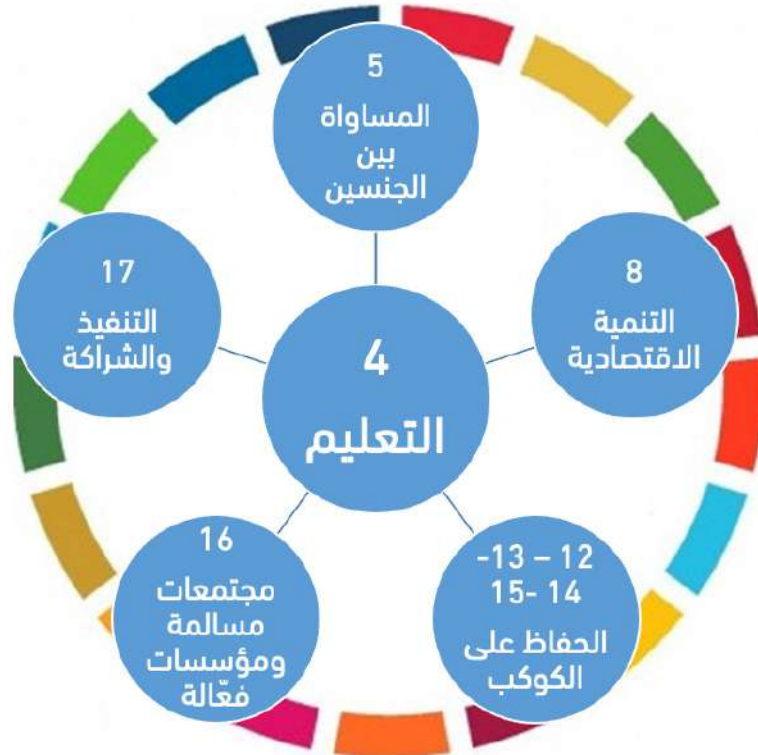 5
المساواة
بين
الجنسين
8
التنمية
الاقتصادية
4
التعليم
17
التنفيذ
والشراكة
12 – 13-
14 -15
الحفاظ على
الكوكب
16
مجتمعات
مسالمة
ومؤسسات
فعّالة